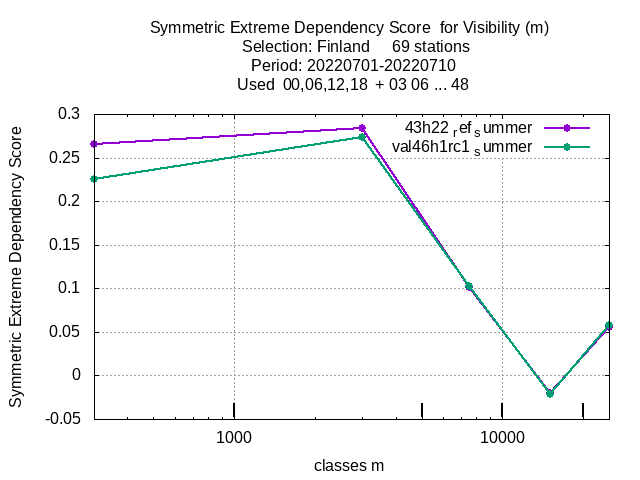 Symmetric Extreme Dependency Score  for Visibility (m)
Selection: Finland     69 stations
Period: 20220701-20220710
Used  00,06,12,18  + 03 06 ... 48
43h22 ref summer
val46h1rc1 summer
0.3
0.25
0.2
0.15
0.1
0.05
0
-0.05
Symmetric Extreme Dependency Score
1000
10000
classes m